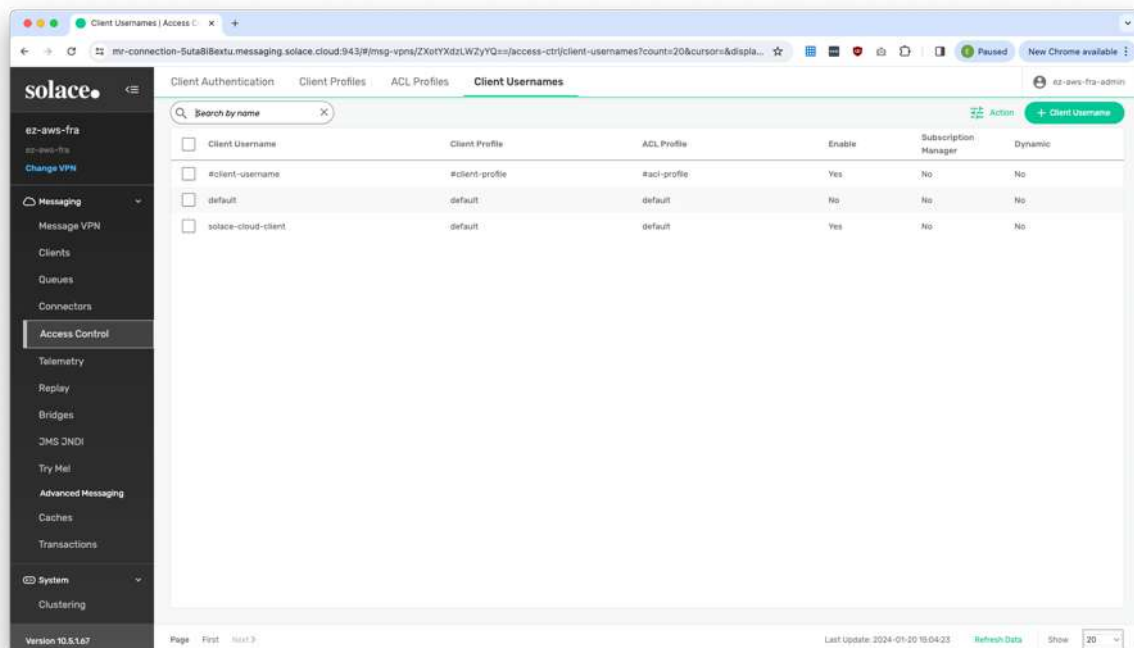 Client Usernames | Access C
mr-connection-5uta8l8extu.messaging.solace.cloud:943/#/msg-vpns/ZXotYXdzLWZyYQ==/access-ctrl/client-usernames?count=20&cursor=&displa...
Paused
New Chrome available
solace.
Client Authentication
Client Profiles
ACL Profiles
Client Usernames
ez-aws-fra-admin
ez-aws-fra
ez-aws-fra
Change VPN
Search by name
Action
+ Client Username
Client Username
Client Profile
ACL Profile
Enable
Subscription
Manager
Dynamic
#client-username
#client-profile
#acl-profile
Yes
No
No
default
default
default
No
No
No
solace-cloud-client
default
default
Yes
No
No
Messaging
Message VPN
Clients
Queues
Connectors
Access Control
Telemetry
Replay
Bridges
JMS JNDI
Try Me!
Advanced Messaging
Caches
Transactions
System
Clustering
Version 10.5.1.67
Page
First
Next
Last Update: 2024-01-20 15:04:23
Refresh Data
Show
20